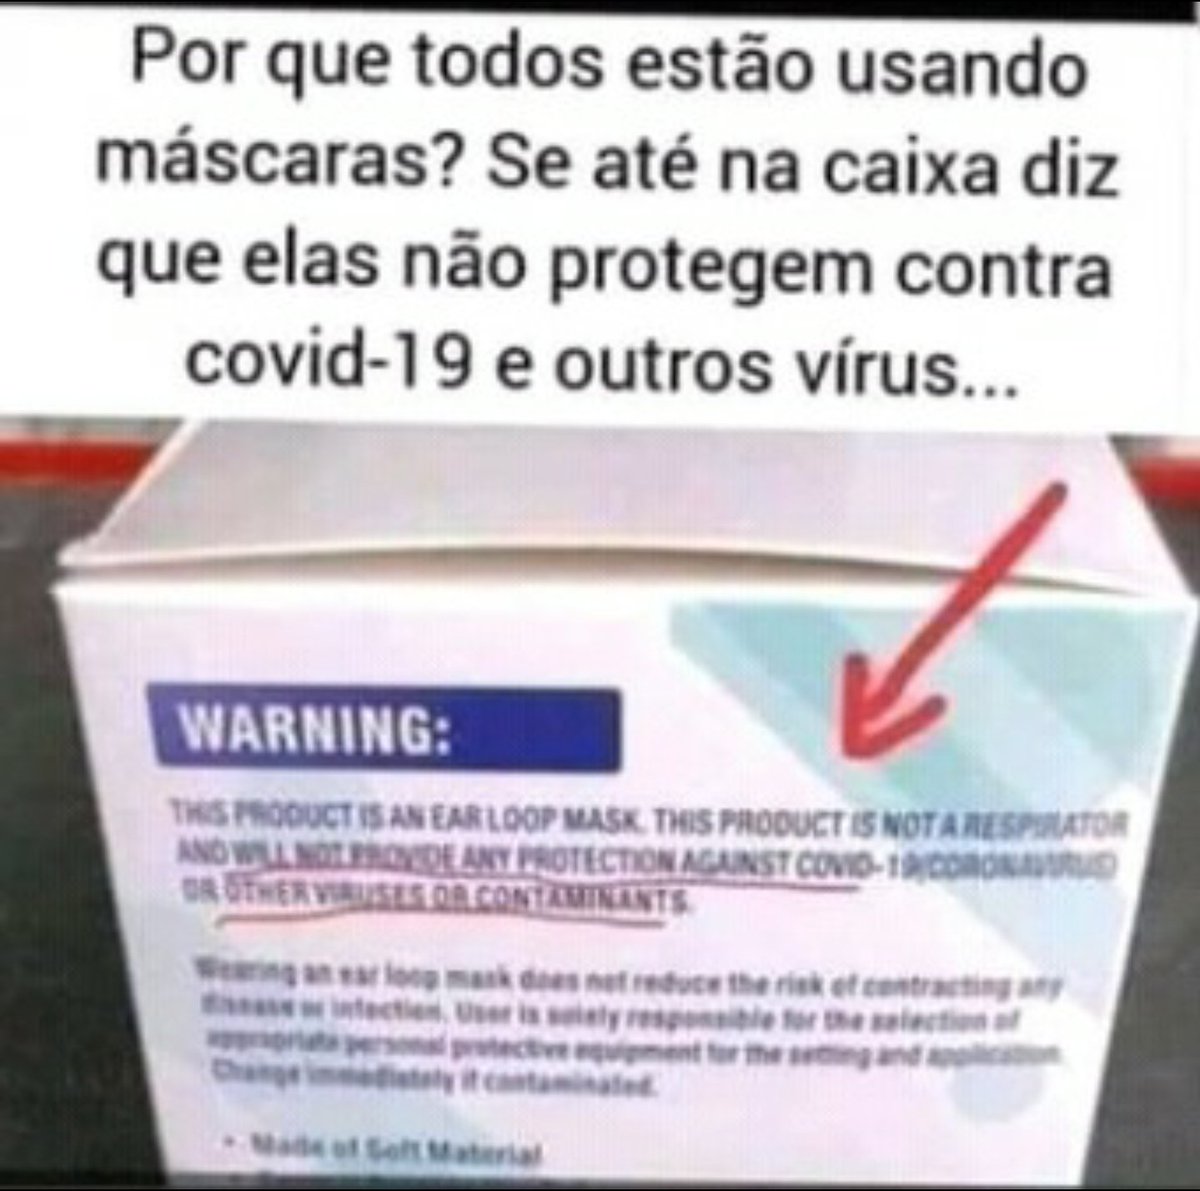 Por que todos estão usando
máscaras? Se até na caixa diz
que elas não protegem contra
covid-19 e outros vírus...
WARNING:
THIS PRODUCT IS AN EAR LOOP MASK. THIS PRODUCT IS NOT A RESPIRATOR
AND WILL NOT PROVIDE ANY PROTECTION AGAINST COVID-19 (CORONAVIRUS)
OR OTHER VIRUSES OR CONTAMINANTS.
Wearing an ear loop mask does not reduce the risk of contracting any
disease or infection. User is solely responsible for the selection of
appropriate personal protective equipment for the setting and application.
Change immediately if contaminated.
• Made of Soft Material